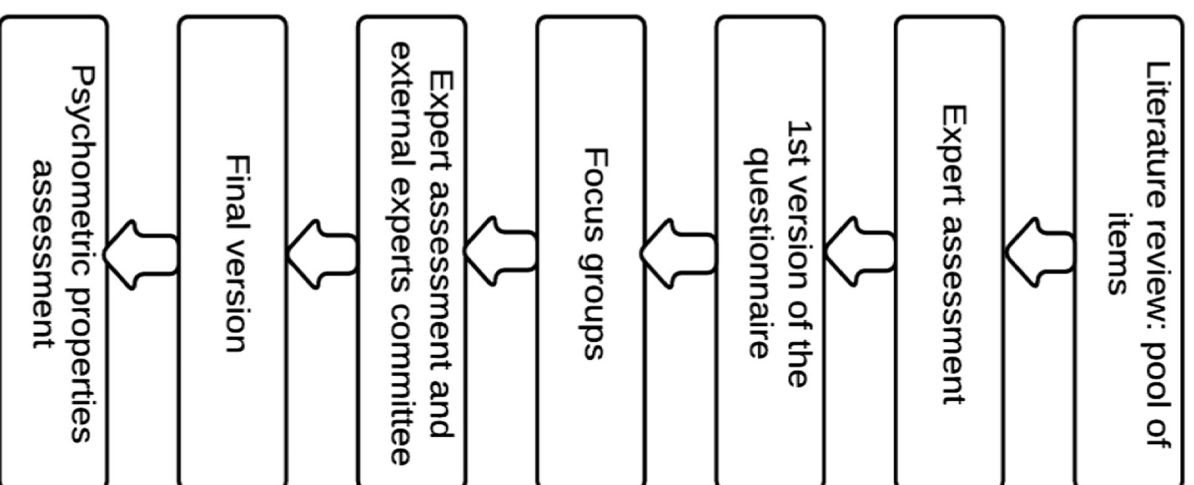 Literature review: pool of
items
Expert assessment
1st version of the
questionnaire
Focus groups
Expert assessment and
external experts committee
Final version
Psychometric properties
assessment